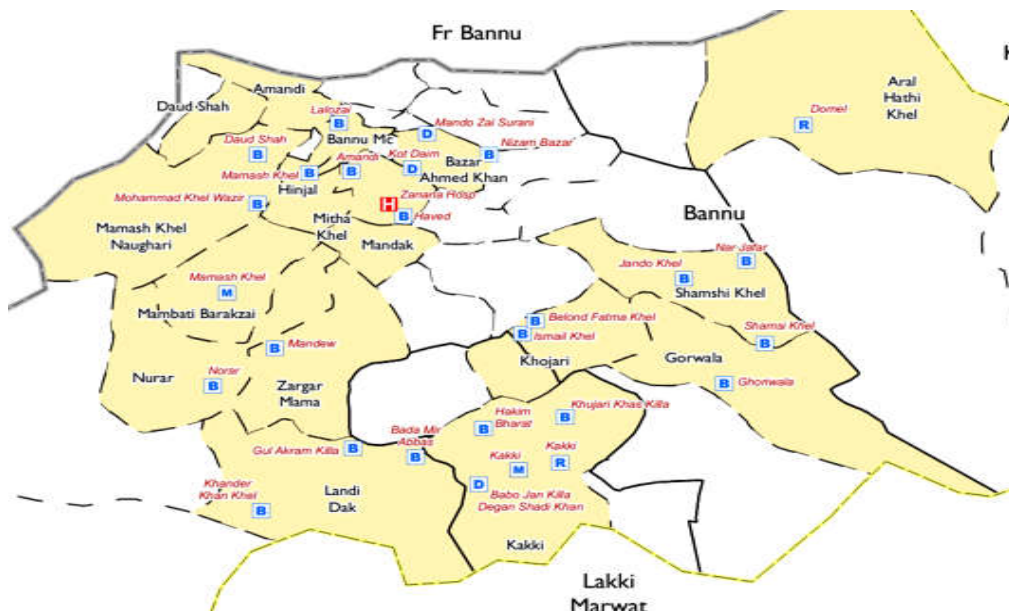 Fr Bannu
H
Aral
Hathi
Khel
Domel
R
Amandi
Daud Shah
Lalozai
B
Bannu Mc
D
Mando Zai Surani
Daud Shah
B
Nizam Bazar
B
Mamash Khel
B
Amandi
B
Kot Daim
D
Bazar
Ahmed Khan
Hinjal
Mohammad Khel Wazir
B
Zanana Hosp
H
B
Haved
Mitha
Khel
Mandak
Mamash Khel
Naughari
Bannu
Nar Jafar
B
Jando Khel
B
Shamshi Khel
Mamash Khel
M
Mambati Barakzai
Belond Fatma Khel
B
Ismail Khel
B
Shamsi Khel
B
Mandew
B
Khojari
Gorwala
Nurar
Norar
B
Zargar
Mama
Ghoriwala
B
Hakim
Bharat
B
Khujari Khas Killa
B
Bada Mir
Abbas
B
Gul Akram Killa
B
Kakki
M
Kakki
R
Khander
Khan Khel
B
Landi
Dak
D
Babo Jan Killa
Degan Shadi Khan
Kakki
Lakki
Marwat